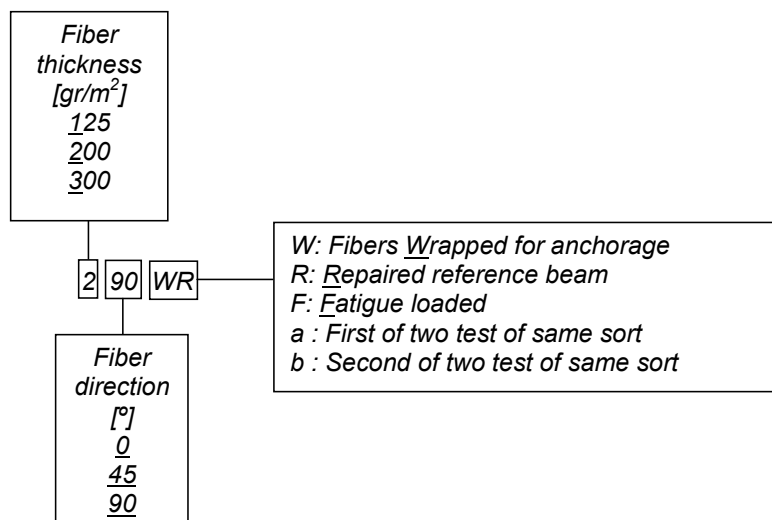 Fiber
thickness
[gr/m²]
125
200
300
2 90 WR
W: Fibers Wrapped for anchorage
R: Repaired reference beam
F: Fatigue loaded
a : First of two test of same sort
b : Second of two test of same sort
Fiber
direction
[º]
0
45
90